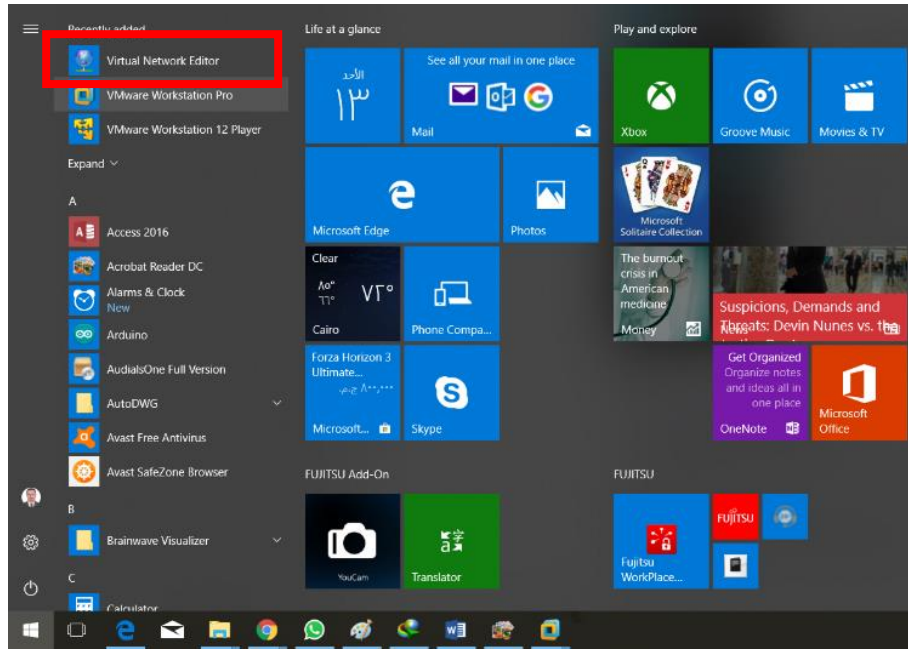 Recently added
Virtual Network Editor
VMware Workstation Pro
VMware Workstation 12 Player
Expand
A
Access 2016
Acrobat Reader DC
Alarms & Clock
New
Arduino
AudialsOne Full Version
AutoDWG
Avast Free Antivirus
Avast SafeZone Browser
B
Brainwave Visualizer
C
Calculator
Life at a glance
الأحد
١٣
See all your mail in one place
Mail
Microsoft Edge
Photos
Clear
٨٥°
Cairo
Phone Compa...
Forza Horizon 3
Ultimate...
Microsoft...
Skype
FUJITSU Add-On
YouCam
Translator
Play and explore
Xbox
Groove Music
Movies & TV
Microsoft
Solitaire Collection
The burnout
crisis in
American
medicine
Money
Suspicions, Demands and
Threats: Devin Nunes vs. the
News
Get Organized
Organize notes
and ideas all in
one place
OneNote
Microsoft
Office
FUJITSU
Fujitsu
WorkPlace...
FUJITSU